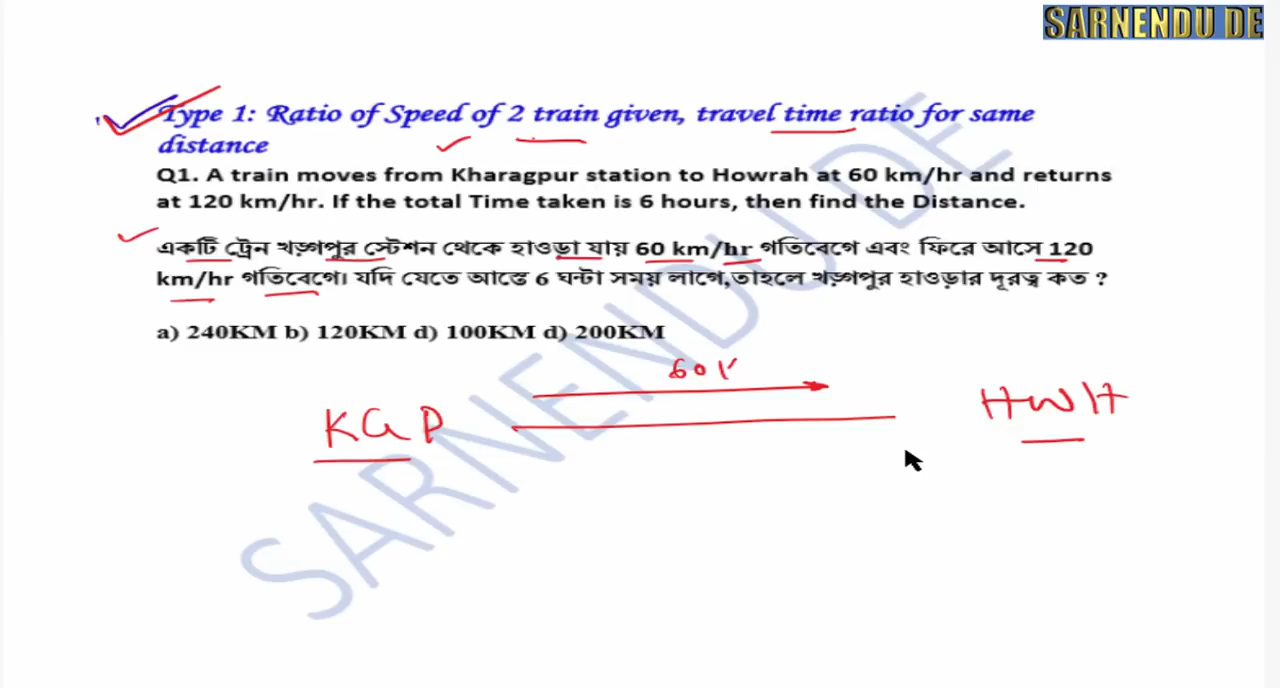 SARNENDU DE
Type 1: Ratio of Speed of 2 train given, travel time ratio for same
distance
Q1. A train moves from Kharagpur station to Howrah at 60 km/hr and returns
at 120 km/hr. If the total Time taken is 6 hours, then find the Distance.
একটি ট্রেন খড়্গপুর স্টেশন থেকে হাওড়া যায় 60 km/hr গতিবেগে এবং ফিরে আসে 120
km/hr গতিবেগে। যদি যেতে আস্তে 6 ঘন্টা সময় লাগে,তাহলে খড়্গপুর হাওড়ার দূরত্ব কত ?
a) 240KM b) 120KM d) 100KM d) 200KM
60
KGP HWH
SARNENDU DE